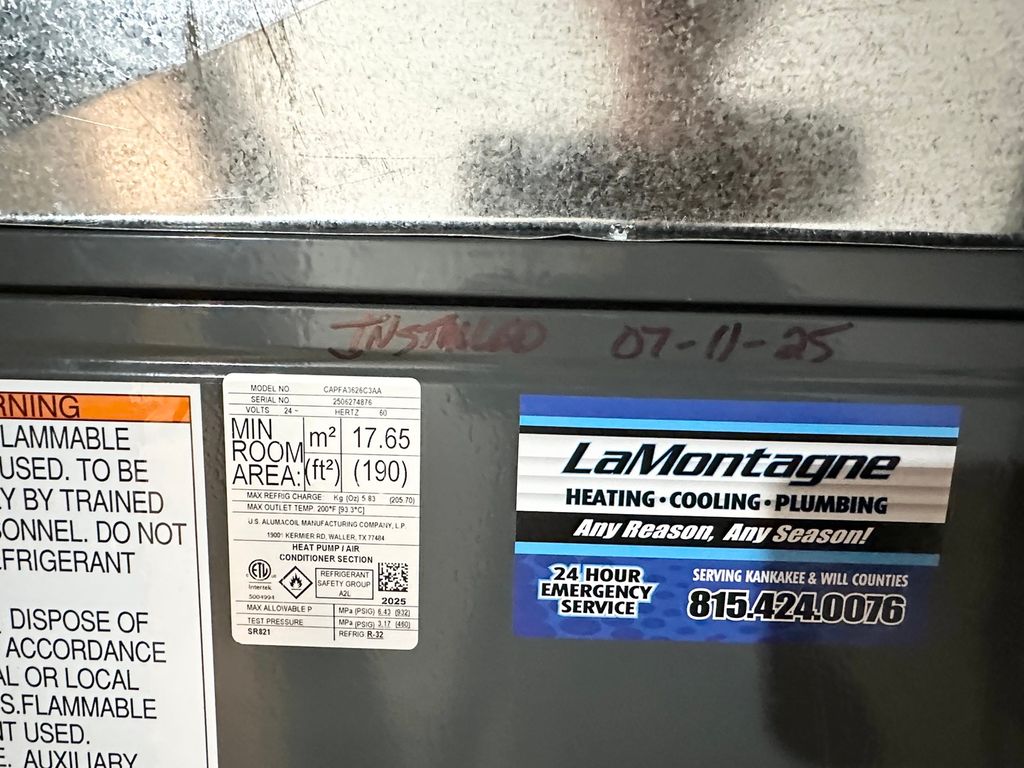 INSTALLED 07-11-25
RNING
LAMMABLE
USED. TO BE
Y BY TRAINED
SONNEL. DO NOT
EFRIGERANT
DISPOSE OF
ACCORDANCE
AL OR LOCAL
S.FLAMMABLE
NT USED.
E. AUXILIARY
MODEL NO. CAPFA3626C3AA
SERIAL NO. 2506274876
VOLTS 24 ~ HERTZ 60
MIN ROOM AREA: m² 17.65
(ft²) (190)
MAX REFRIG CHARGE Kg (Oz) 5.83 (205.70)
MAX OUTLET TEMP. 200°F [93.3°C]
U.S. ALUMACOIL MANUFACTURING COMPANY, L.P.
19001 KERMIER RD, WALLER, TX 77484
HEAT PUMP / AIR
CONDITIONER SECTION
ETL
Intertek
5004994
REFRIGERANT
SAFETY GROUP
A2L
2025
MAX ALLOWABLE P MPa (PSIG) 6.43 (932)
TEST PRESSURE MPa (PSIG) 3.17 (460)
SR821 REFRIG. R-32
LaMontagne
HEATING • COOLING • PLUMBING
Any Reason, Any Season!
24 HOUR
EMERGENCY
SERVICE
SERVING KANKAKEE & WILL COUNTIES
815.424.0076